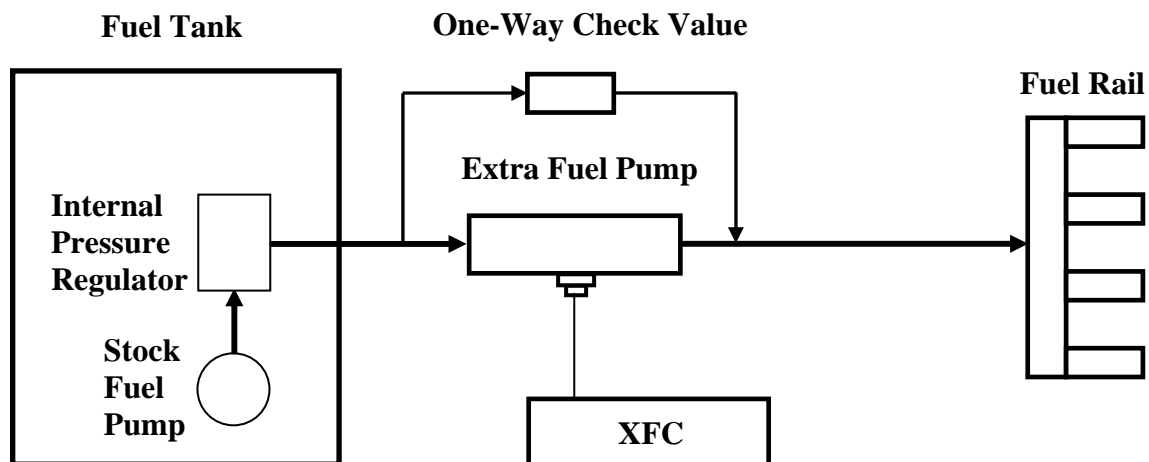 Fuel Tank
One-Way Check Value
Fuel Rail
Extra Fuel Pump
Internal
Pressure
Regulator
Stock
Fuel
Pump
XFC